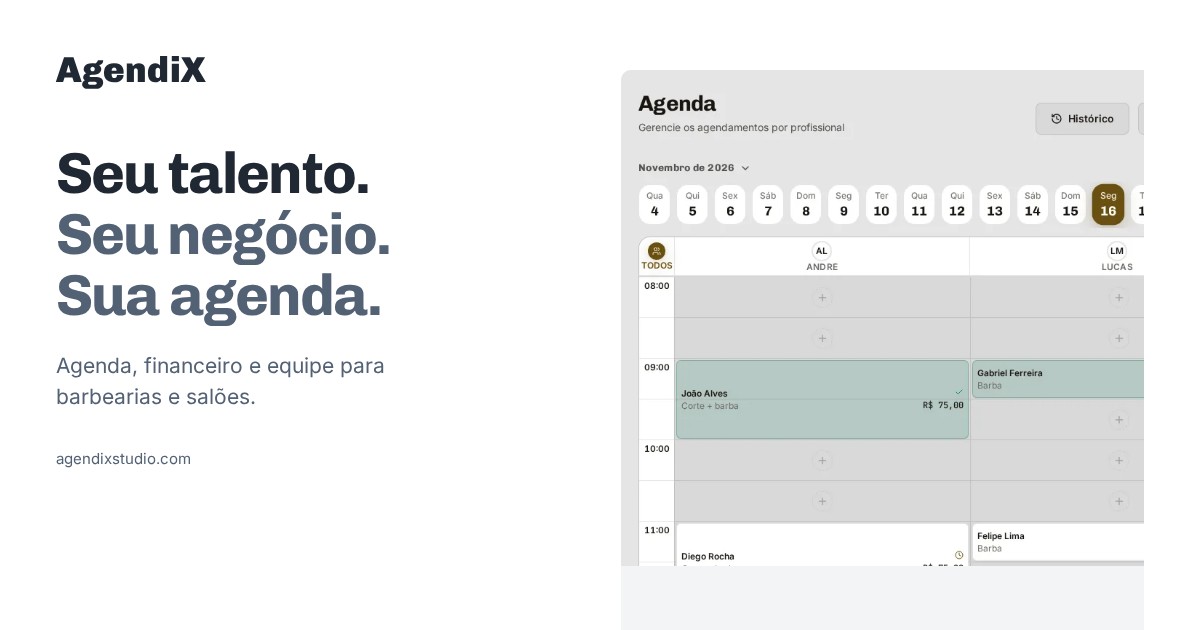 AgendiX
Seu talento.
Seu negócio.
Sua agenda.
Agenda, financeiro e equipe para
barbearias e salões.
agendixstudio.com
Agenda
Gerencie os agendamentos por profissional
Histórico
Novembro de 2026
Qua Qui Sex Sáb Dom Seg Ter Qua Qui Sex Sáb Dom Seg
4 5 6 7 8 9 10 11 12 13 14 15 16
TODOS
AL
ANDRE
LM
LUCAS
08:00
09:00
João Alves
Corte + barba
R$ 75,00
Gabriel Ferreira
Barba
10:00
11:00
Diego Rocha
Felipe Lima
Barba